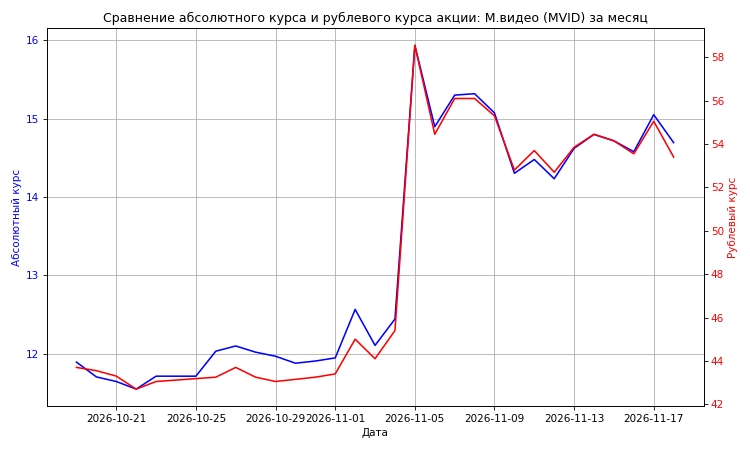 Сравнение абсолютного курса и рублевого курса акции: М.видео (MVID) за месяц
16
15
14
13
12
Абсолютный курс
58
56
54
52
50
48
46
44
42
Рублевый курс
2026-10-21 2026-10-25 2026-10-29 2026-11-01 2026-11-05 2026-11-09 2026-11-13 2026-11-17
Дата